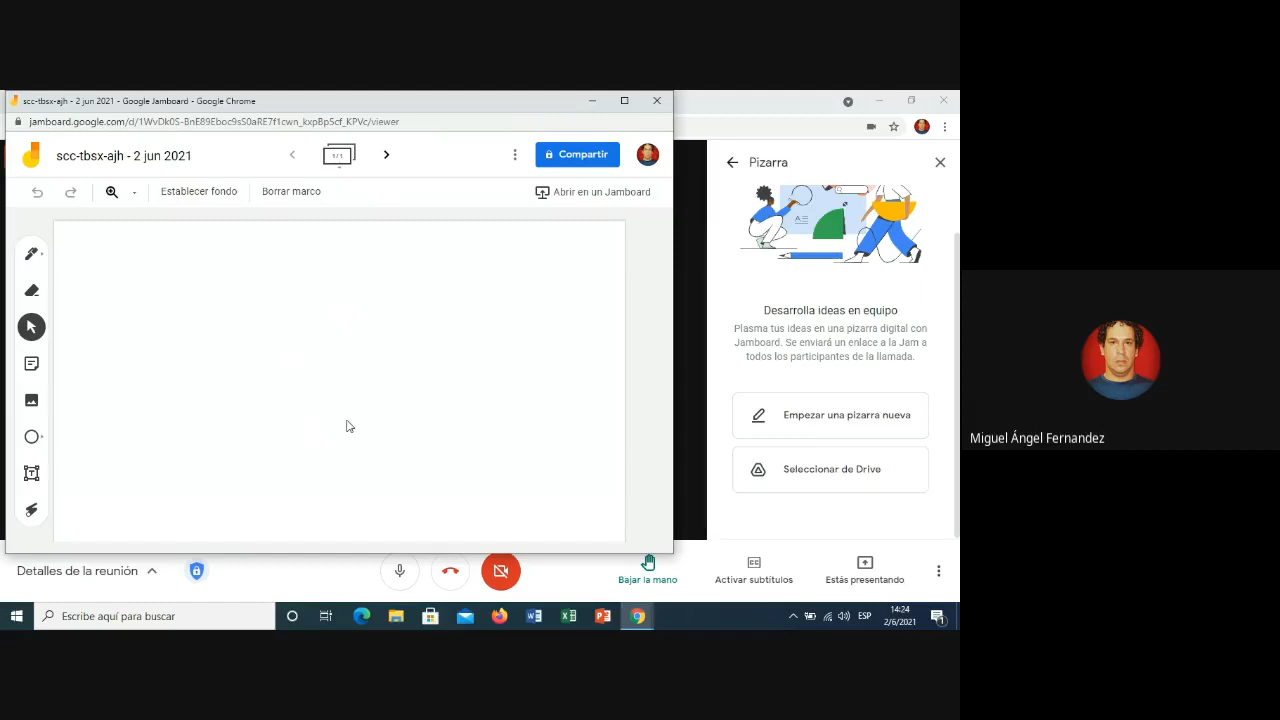 scc-tbsx-ajh - 2 jun 2021 - Google Jamboard - Google Chrome
jamboard.google.com/d/1WvDk0S-BnE89Eboc9sS0aRE7f1cwn_kxpBp5cf_KPVc/viewer
scc-tbsx-ajh - 2 jun 2021
1/1
Compartir
Establecer fondo
Borrar marco
Abrir en un Jamboard
Pizarra
Desarrolla ideas en equipo
Plasma tus ideas en una pizarra digital con
Jamboard. Se enviará un enlace a la Jam a
todos los participantes de la llamada.
Empezar una pizarra nueva
Seleccionar de Drive
Miguel Ángel Fernandez
Detalles de la reunión
Bajar la mano
Activar subtítulos
Estás presentando
Escribe aquí para buscar
ESP
14:24
2/6/2021